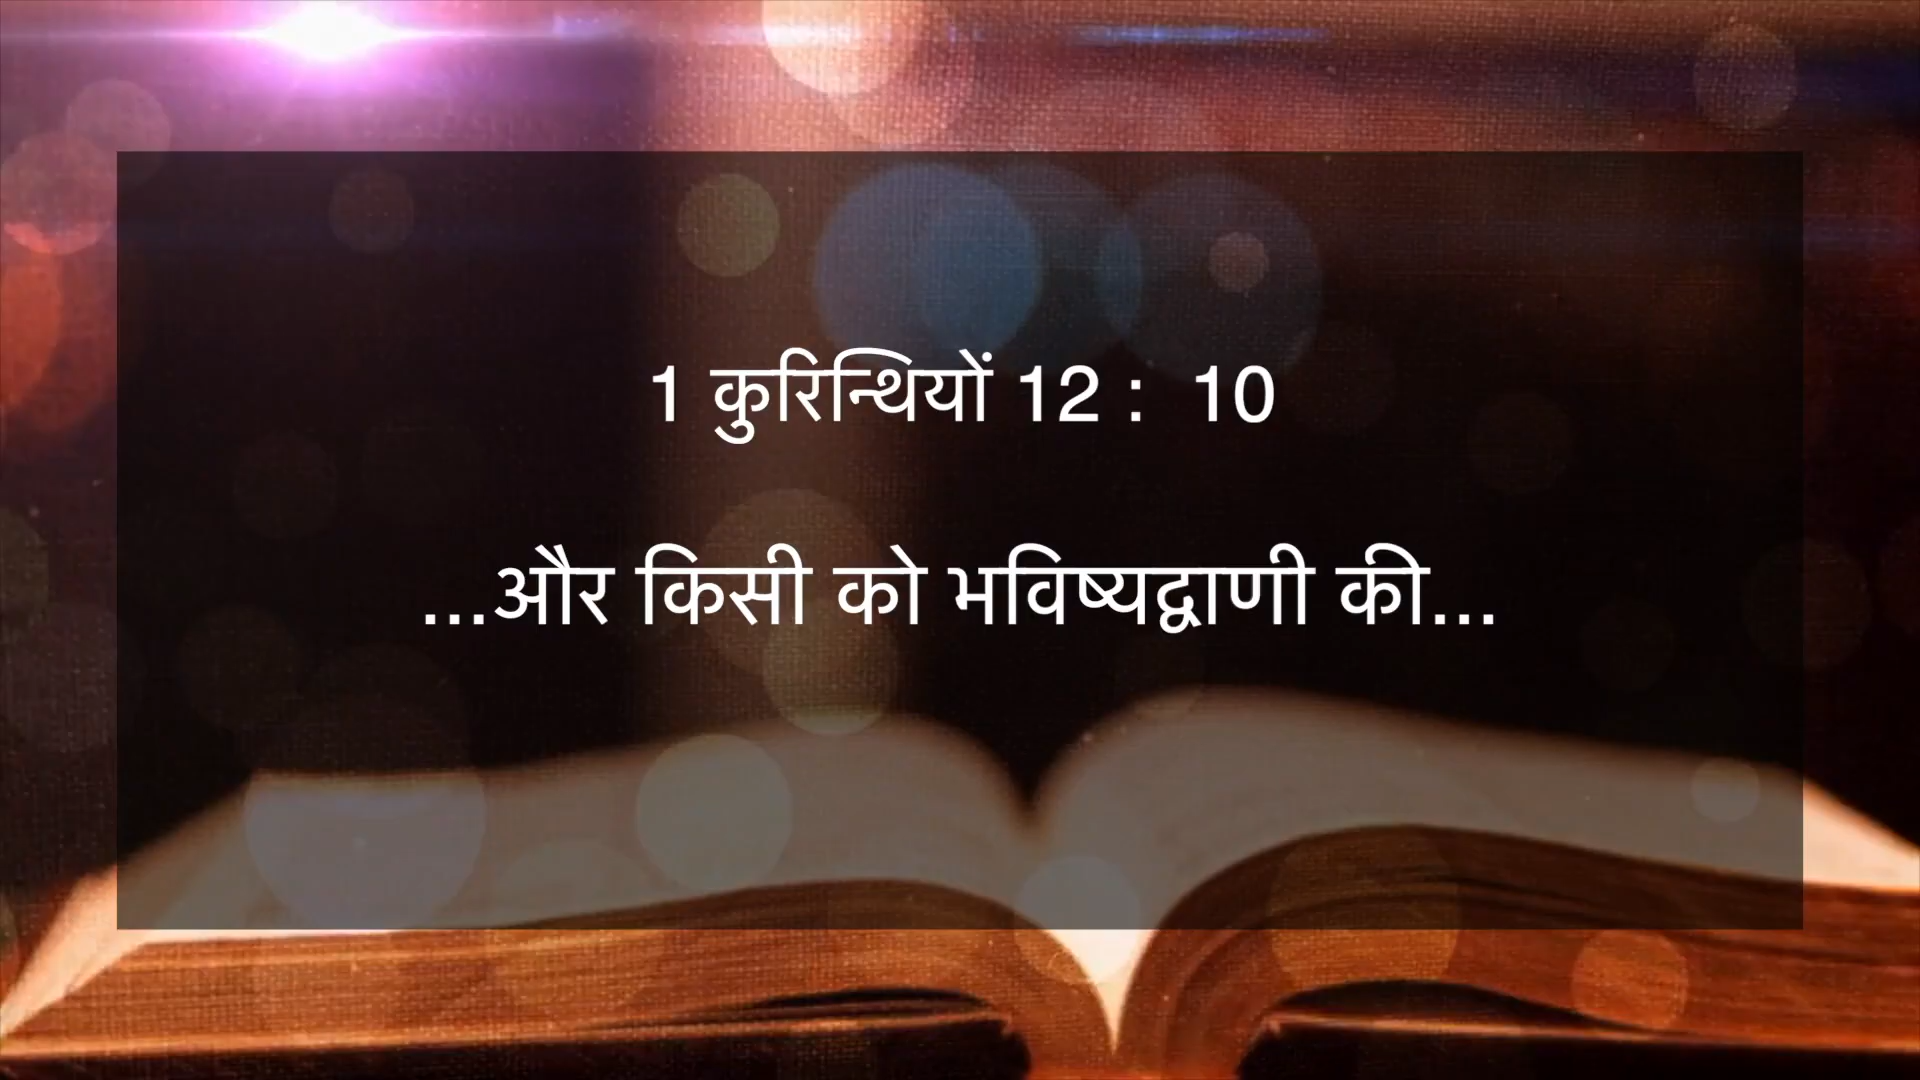 1 कुरिन्थियों 12 :  10
...और किसी को भविष्यद्वाणी की...